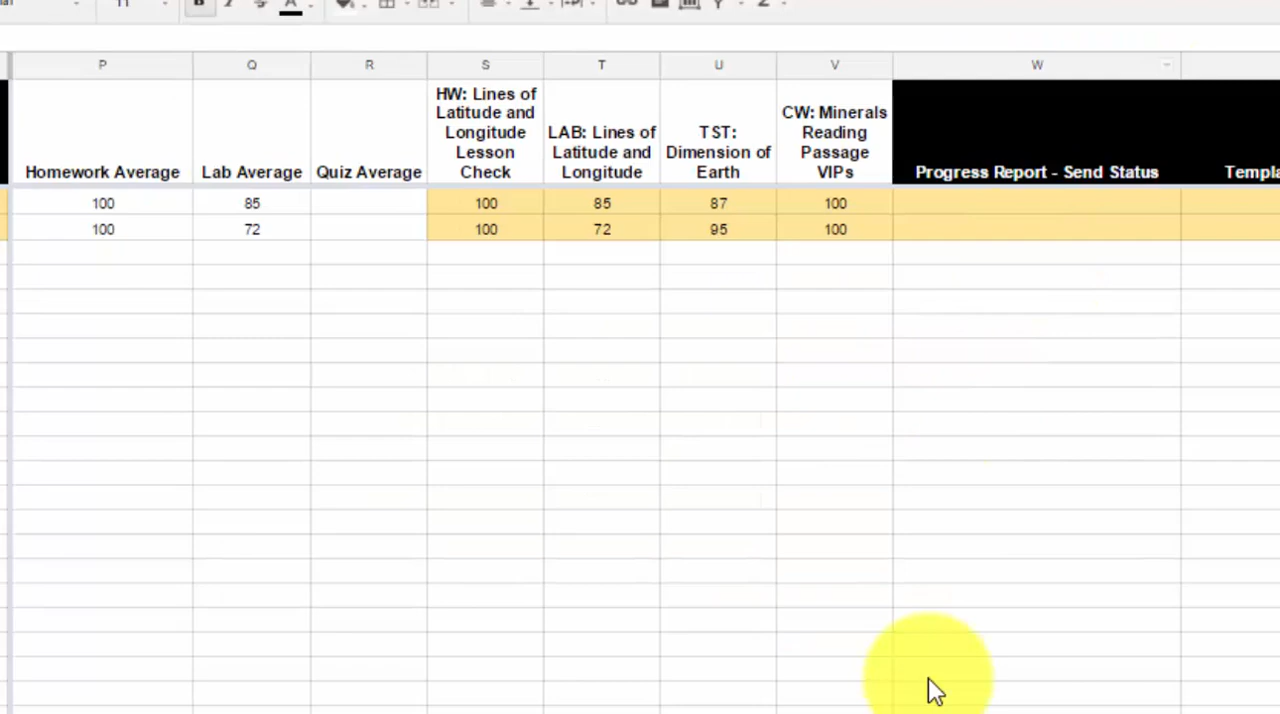 11 B
P Q R S T U V W
HW: Lines of
Latitude and
Longitude
Lesson
Check
LAB: Lines of
Latitude and
Longitude
TST:
Dimension of
Earth
CW: Minerals
Reading
Passage
VIPs
Homework Average Lab Average Quiz Average Progress Report - Send Status
100 85 100 85 87 100
100 72 100 72 95 100